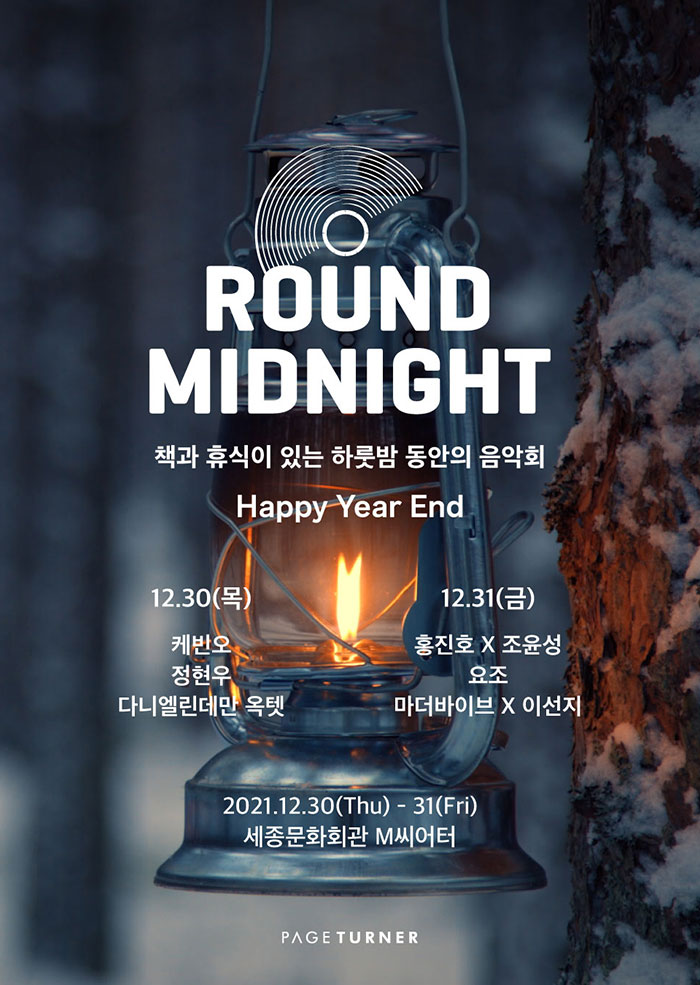 ROUND
MIDNIGHT
책과 휴식이 있는 하룻밤 동안의 음악회
Happy Year End
12.30(목)
케빈오
정현우
다니엘린데만 옥텟
12.31(금)
홍진호 X 조윤성
요조
마더바이브 X 이선지
2021.12.30(Thu) - 31(Fri)
세종문화회관 M씨어터
PAGETURNER